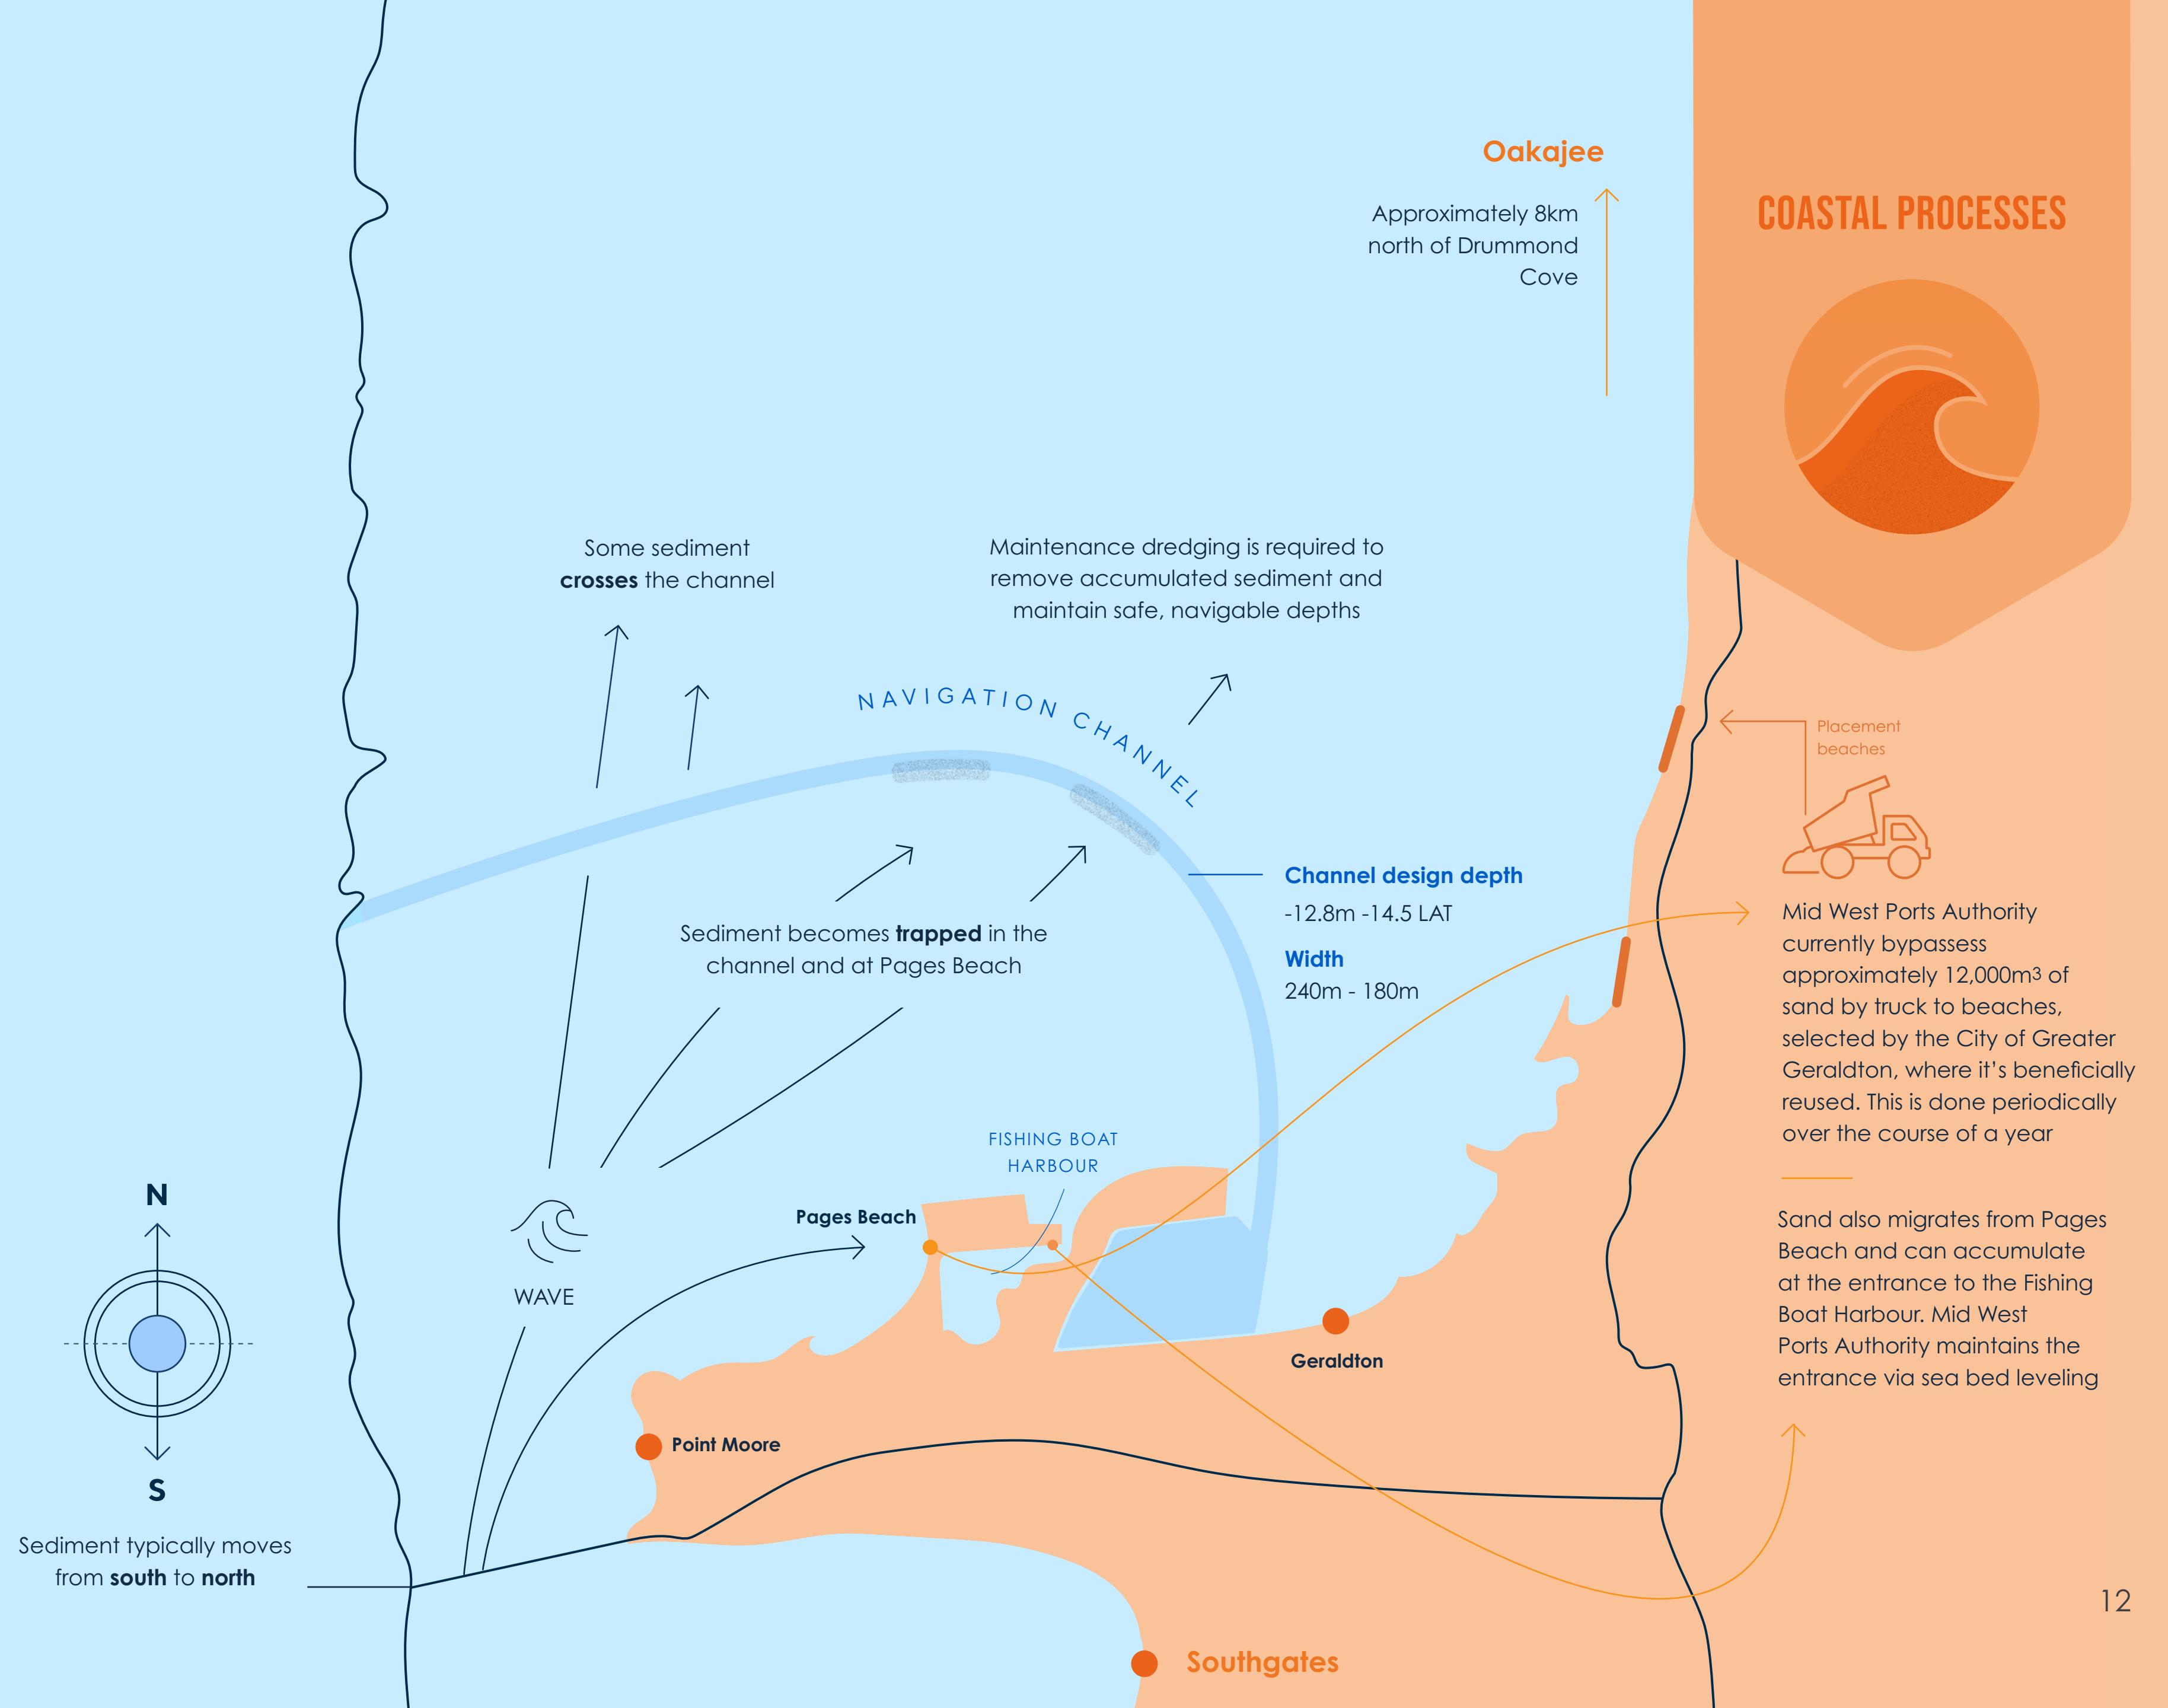 COASTAL PROCESSES
Oakajee
Approximately 8km
north of Drummond
Cove
Some sediment
crosses the channel
Maintenance dredging is required to
remove accumulated sediment and
maintain safe, navigable depths
NAVIGATION CHANNEL
Placement
beaches
Channel design depth
-12.8m -14.5 LAT
Width
240m - 180m
Sediment becomes trapped in the
channel and at Pages Beach
Mid West Ports Authority
currently bypassess
approximately 12,000m3 of
sand by truck to beaches,
selected by the City of Greater
Geraldton, where it's beneficially
reused. This is done periodically
over the course of a year
FISHING BOAT
HARBOUR
Pages Beach
WAVE
N
S
Sand also migrates from Pages
Beach and can accumulate
at the entrance to the Fishing
Boat Harbour. Mid West
Ports Authority maintains the
entrance via sea bed leveling
Geraldton
Point Moore
Sediment typically moves
from south to north
Southgates
12